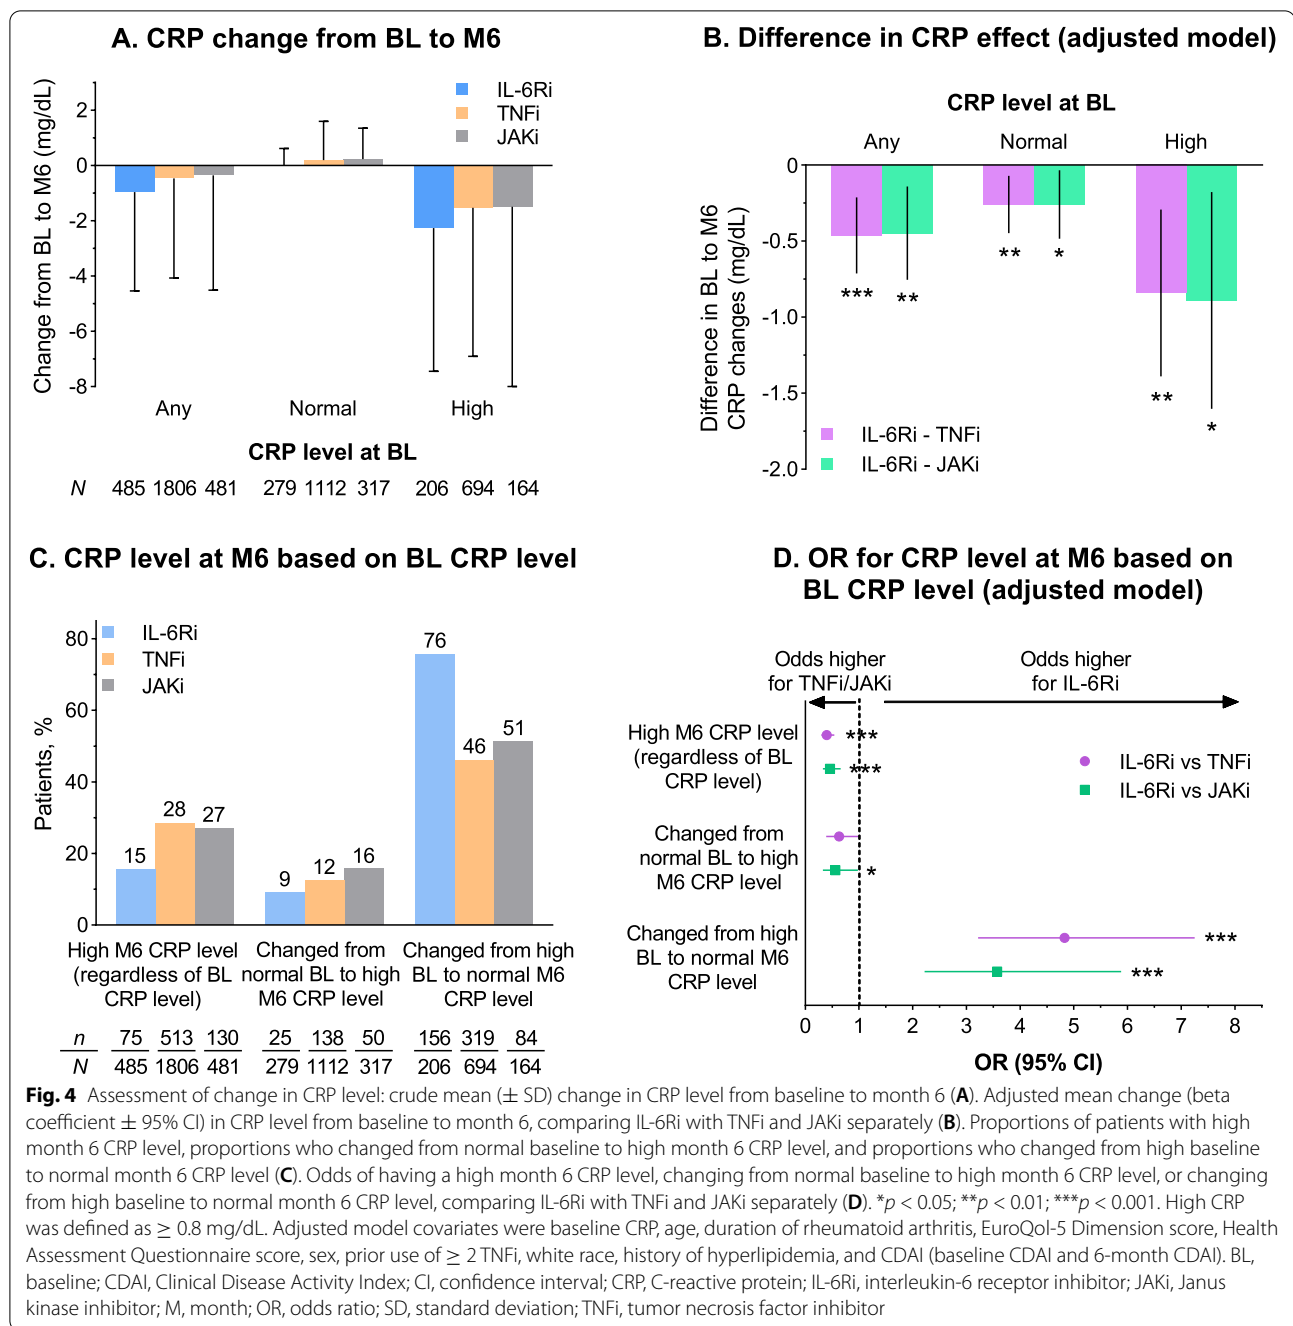 A. CRP change from BL to M6
Change from BL to M6 (mg/dL)
2
0
-2
-4
-6
-8
IL-6Ri
TNFi
JAKi
Any Normal High
CRP level at BL
N 485 1806 481 279 1112 317 206 694 164
B. Difference in CRP effect (adjusted model)
CRP level at BL
Any Normal High
Difference in BL to M6
CRP changes (mg/dL)
0
-0.5
-1.0
-1.5
-2.0
*** ** ** * ** *
IL-6Ri - TNFi
IL-6Ri - JAKi
C. CRP level at M6 based on BL CRP level
Patients, %
80
60
40
20
0
IL-6Ri
TNFi
JAKi
15 28 27 9 12 16 76 46 51
High M6 CRP level
(regardless of BL
CRP level)
Changed from
normal BL to high
M6 CRP level
Changed from high
BL to normal M6
CRP level
n 75 513 130 25 138 50 156 319 84
N 485 1806 481 279 1112 317 206 694 164
D. OR for CRP level at M6 based on
BL CRP level (adjusted model)
Odds higher
for TNFi/JAKi
Odds higher
for IL-6Ri
High M6 CRP level
(regardless of BL
CRP level)
***
***
Changed from
normal BL to high
M6 CRP level
*
Changed from high
BL to normal M6
CRP level
***
***
IL-6Ri vs TNFi
IL-6Ri vs JAKi
0 1 2 3 4 5 6 7 8
OR (95% CI)
Fig. 4 Assessment of change in CRP level: crude mean (± SD) change in CRP level from baseline to month 6 (A). Adjusted mean change (beta
coefficient ± 95% CI) in CRP level from baseline to month 6, comparing IL-6Ri with TNFi and JAKi separately (B). Proportions of patients with high
month 6 CRP level, proportions who changed from normal baseline to high month 6 CRP level, and proportions who changed from high baseline
to normal month 6 CRP level (C). Odds of having a high month 6 CRP level, changing from normal baseline to high month 6 CRP level, or changing
from high baseline to normal month 6 CRP level, comparing IL-6Ri with TNFi and JAKi separately (D). *p < 0.05; **p < 0.01; ***p < 0.001. High CRP
was defined as ≥ 0.8 mg/dL. Adjusted model covariates were baseline CRP, age, duration of rheumatoid arthritis, EuroQol-5 Dimension score, Health
Assessment Questionnaire score, sex, prior use of ≥ 2 TNFi, white race, history of hyperlipidemia, and CDAI (baseline CDAI and 6-month CDAI). BL,
baseline; CDAI, Clinical Disease Activity Index; CI, confidence interval; CRP, C-reactive protein; IL-6Ri, interleukin-6 receptor inhibitor; JAKi, Janus
kinase inhibitor; M, month; OR, odds ratio; SD, standard deviation; TNFi, tumor necrosis factor inhibitor